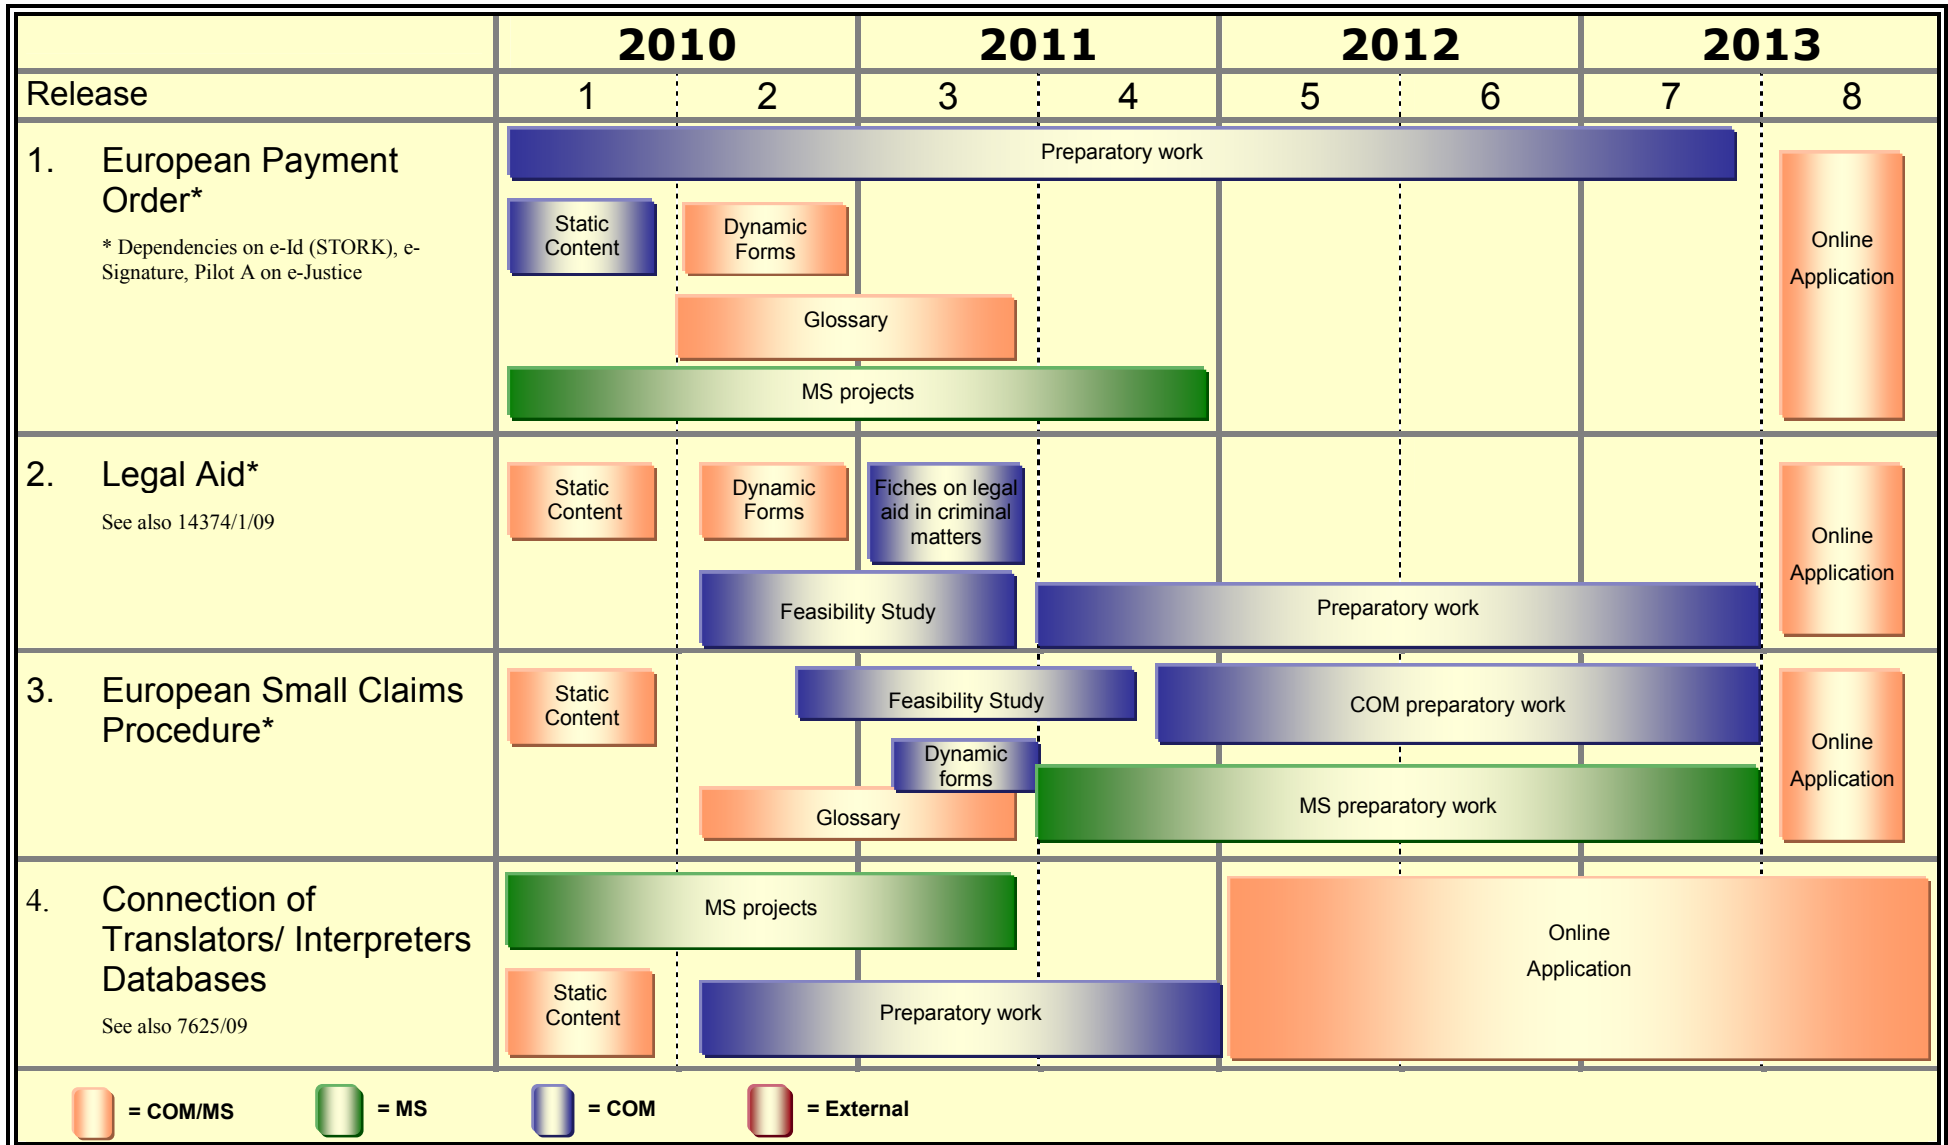 2010
2011
2012
2013
Release
1
2
3
4
5
6
7
8
1. European Payment
Order*
* Dependencies on e-Id (STORK), e-
Signature, Pilot A on e-Justice
Preparatory work
Static
Content
Dynamic
Forms
Glossary
MS projects
Online
Application
2. Legal Aid*
See also 14374/1/09
Static
Content
Dynamic
Forms
Fiches on legal
aid in criminal
matters
Feasibility Study
Preparatory work
Online
Application
3. European Small Claims
Procedure*
Static
Content
Feasibility Study
COM preparatory work
Dynamic
forms
Glossary
MS preparatory work
Online
Application
4. Connection of
Translators/ Interpreters
Databases
See also 7625/09
MS projects
Static
Content
Preparatory work
Online
Application
= COM/MS
= MS
= COM
= External